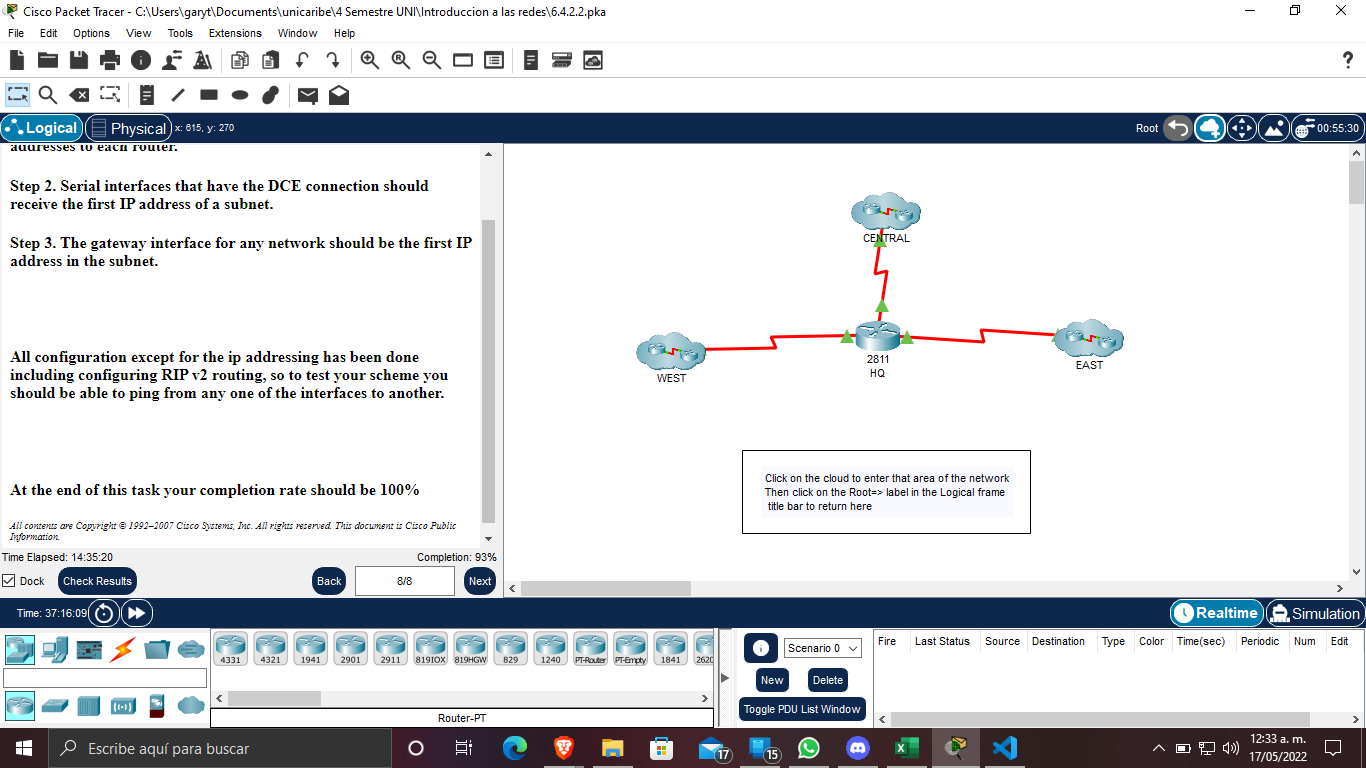 Cisco Packet Tracer - C:\Users\garyt\Documents\unicaribe\4 Semestre UNI\Introduccion a las redes\6.4.2.2.pka
File Edit Options View Tools Extensions Window Help
Logical Physical x: 615, y: 270
Root 00:55:30
addresses to each router.
Step 2. Serial interfaces that have the DCE connection should
receive the first IP address of a subnet.
Step 3. The gateway interface for any network should be the first IP
address in the subnet.
All configuration except for the ip addressing has been done
including configuring RIP v2 routing, so to test your scheme you
should be able to ping from any one of the interfaces to another.
At the end of this task your completion rate should be 100%
All contents are Copyright © 1992–2007 Cisco Systems, Inc. All rights reserved. This document is Cisco Public
Information.
Time Elapsed: 14:35:20 Completion: 93%
Dock Check Results Back 8/8 Next
CENTRAL
WEST
2811
HQ
EAST
Click on the cloud to enter that area of the network
Then click on the Root=> label in the Logical frame
title bar to return here
Time: 37:16:09
Realtime Simulation
4331 4321 1941 2901 2911 819IOX 819HGW 829 1240 PT-Router PT-Empty 1841 2620
Router-PT
Scenario 0
New Delete
Toggle PDU List Window
Fire Last Status Source Destination Type Color Time(sec) Periodic Num Edit
Escribe aquí para buscar
17
15
12:33 a. m.
17/05/2022